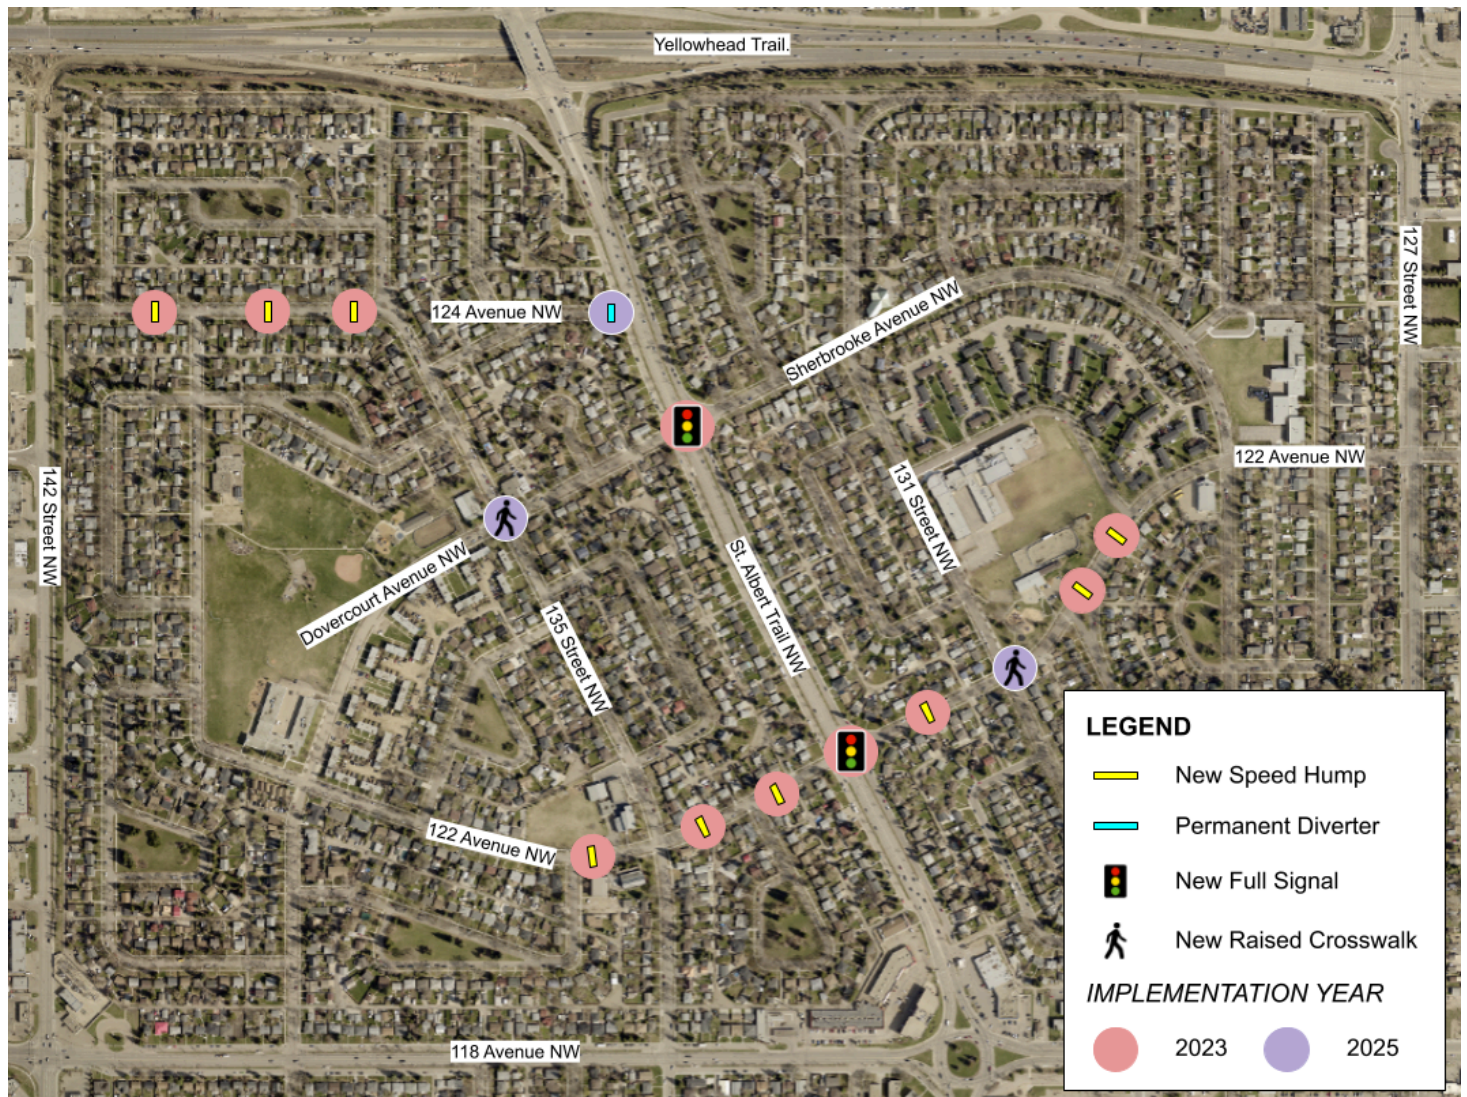 Yellowhead Trail.
127 Street NW
124 Avenue NW
Sherbrooke Avenue NW
122 Avenue NW
142 Street NW
131 Street NW
Dovercourt Avenue NW
St. Albert Trail NW
135 Street NW
122 Avenue NW
118 Avenue NW
LEGEND
New Speed Hump
Permanent Diverter
New Full Signal
New Raised Crosswalk
IMPLEMENTATION YEAR
2023 2025